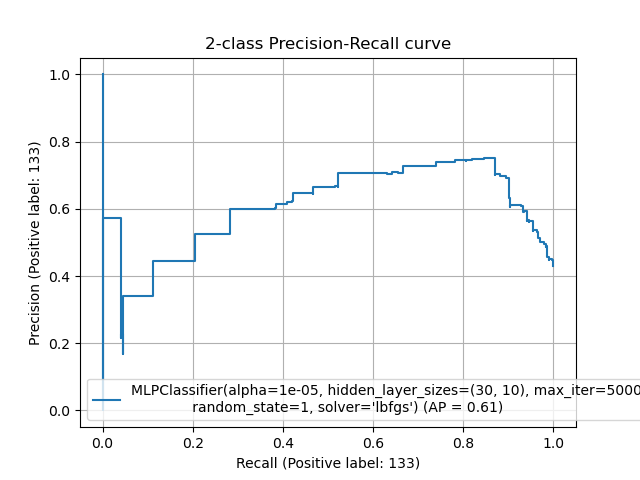 2-class Precision-Recall curve
1.0
0.8
0.6
0.4
0.2
0.0
Precision (Positive label: 133)
MLPClassifier(alpha=1e-05, hidden_layer_sizes=(30, 10), max_iter=5000
random_state=1, solver='lbfgs') (AP = 0.61)
0.0 0.2 0.4 0.6 0.8 1.0
Recall (Positive label: 133)